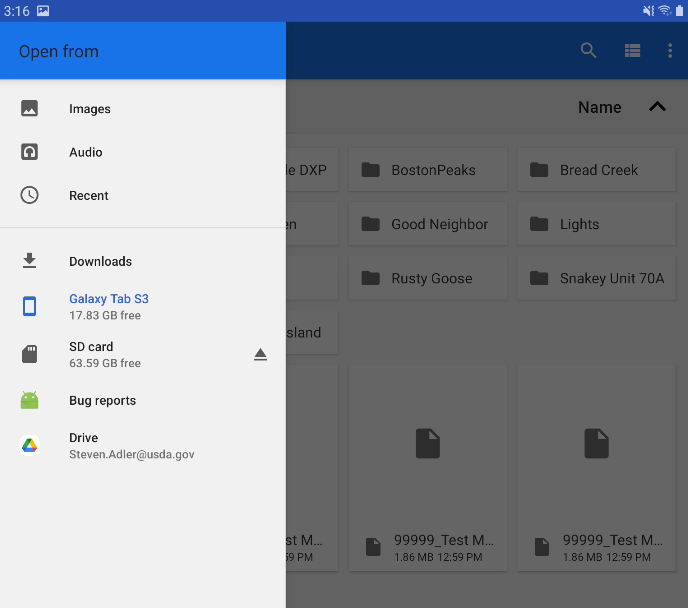 3:16
Open from
Images
Audio
Recent
Downloads
Galaxy Tab S3
17.83 GB free
SD card
63.59 GB free
Bug reports
Drive
Steven.Adler@usda.gov
Name
DXP
BostonPeaks
Bread Creek
Good Neighbor
Lights
Rusty Goose
Snakey Unit 70A
sland
st M...
59 PM
99999_Test M...
1.86 MB 12:59 PM
99999_Test M...
1.86 MB 12:59 PM